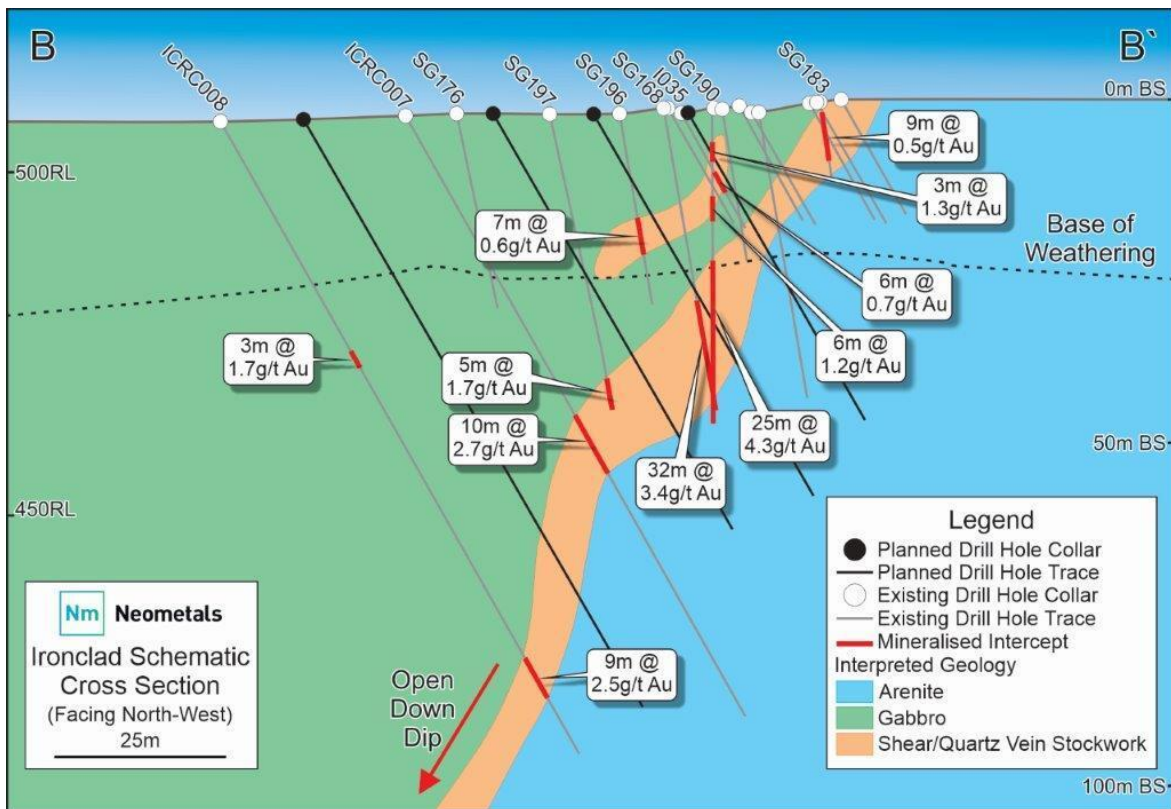 B
B`
ICRC008
ICRC007
SG176
SG197
SG196
SG168
I035
SG190
SG183
0m BS
500RL
9m @
0.5g/t Au
3m @
1.3g/t Au
7m @
0.6g/t Au
Base of
Weathering
6m @
0.7g/t Au
6m @
1.2g/t Au
3m @
1.7g/t Au
5m @
1.7g/t Au
10m @
2.7g/t Au
25m @
4.3g/t Au
32m @
3.4g/t Au
50m BS
450RL
9m @
2.5g/t Au
Open
Down
Dip
Nm Neometals
Ironclad Schematic
Cross Section
(Facing North-West)
25m
Legend
Planned Drill Hole Collar
Planned Drill Hole Trace
Existing Drill Hole Collar
Existing Drill Hole Trace
Mineralised Intercept
Interpreted Geology
Arenite
Gabbro
Shear/Quartz Vein Stockwork
100m BS